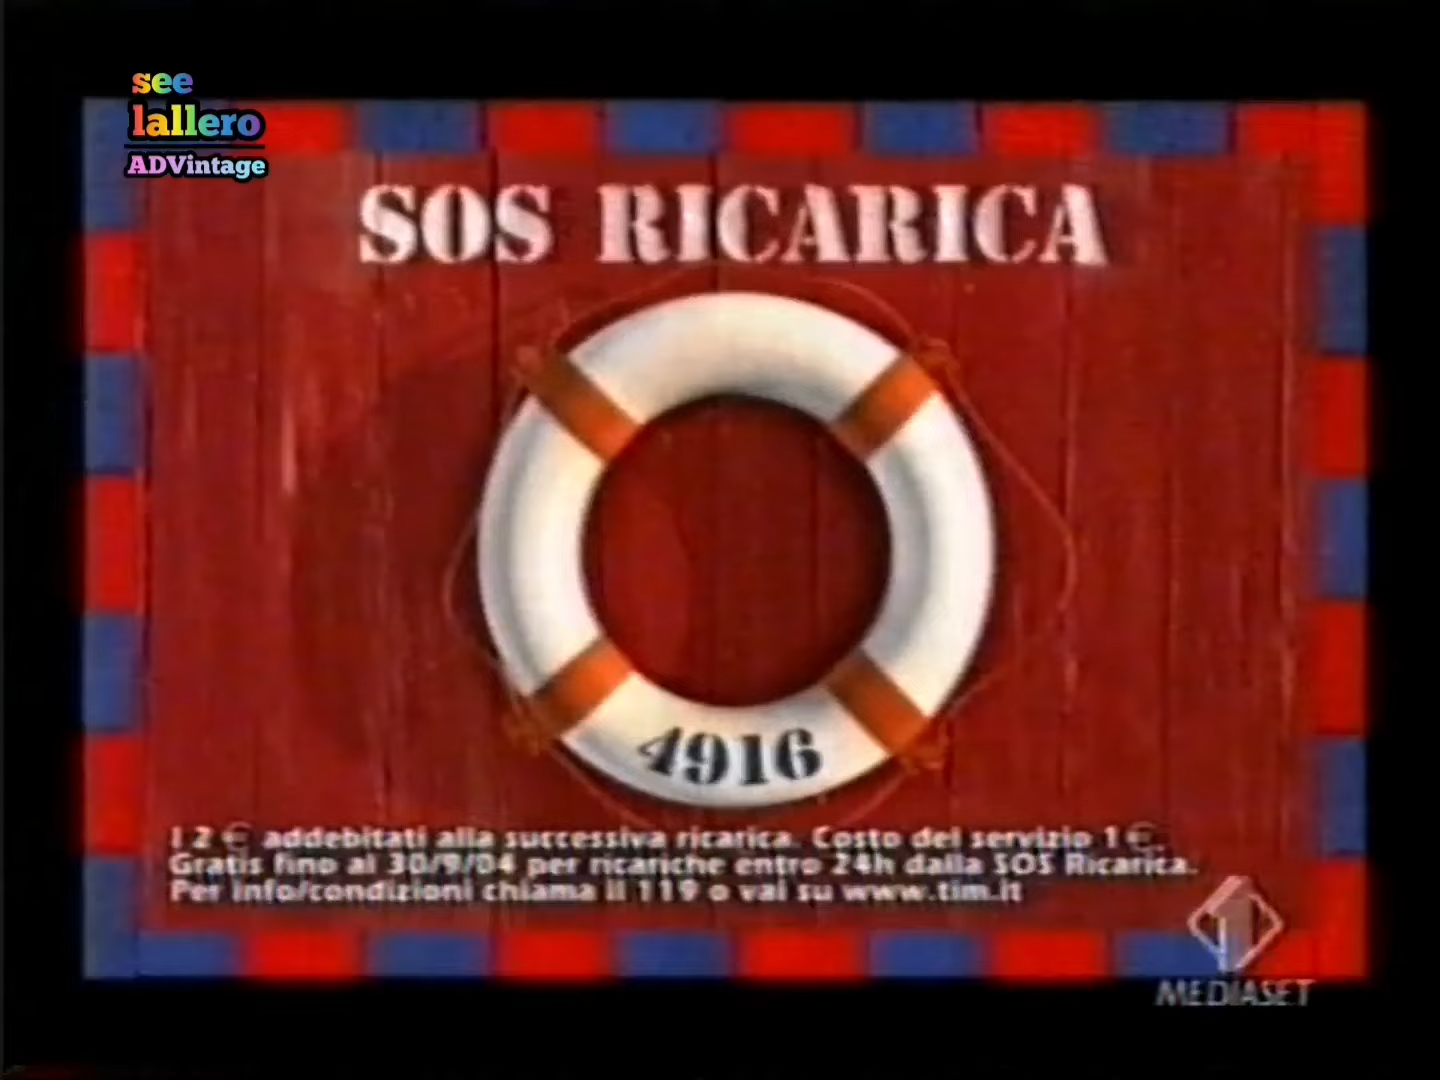 see
lallero
ADVintage
SOS RICARICA
4916
I 2 € addebitati alla successiva ricarica. Costo del servizio 1 €.
Gratis fino al 30/9/04 per ricariche entro 24h dalla SOS Ricarica.
Per info/condizioni chiama il 119 o vai su www.tim.it
1
MEDIASET